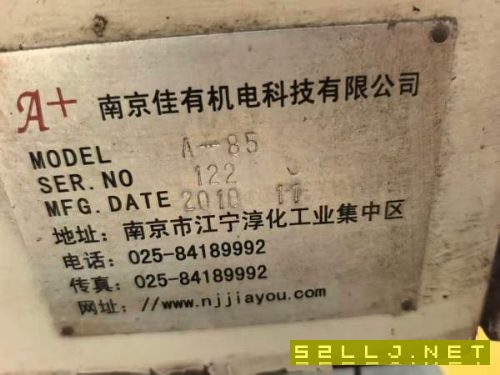 A+ 南京佳有机电科技有限公司
MODEL A-85
SER.NO 122
MFG.DATE 2010 11
地址: 南京市江宁淳化工业集中区
电话: 025-84189992
传真: 025-84189992
网址: //www.njjiayou.com
52LLJ.NET